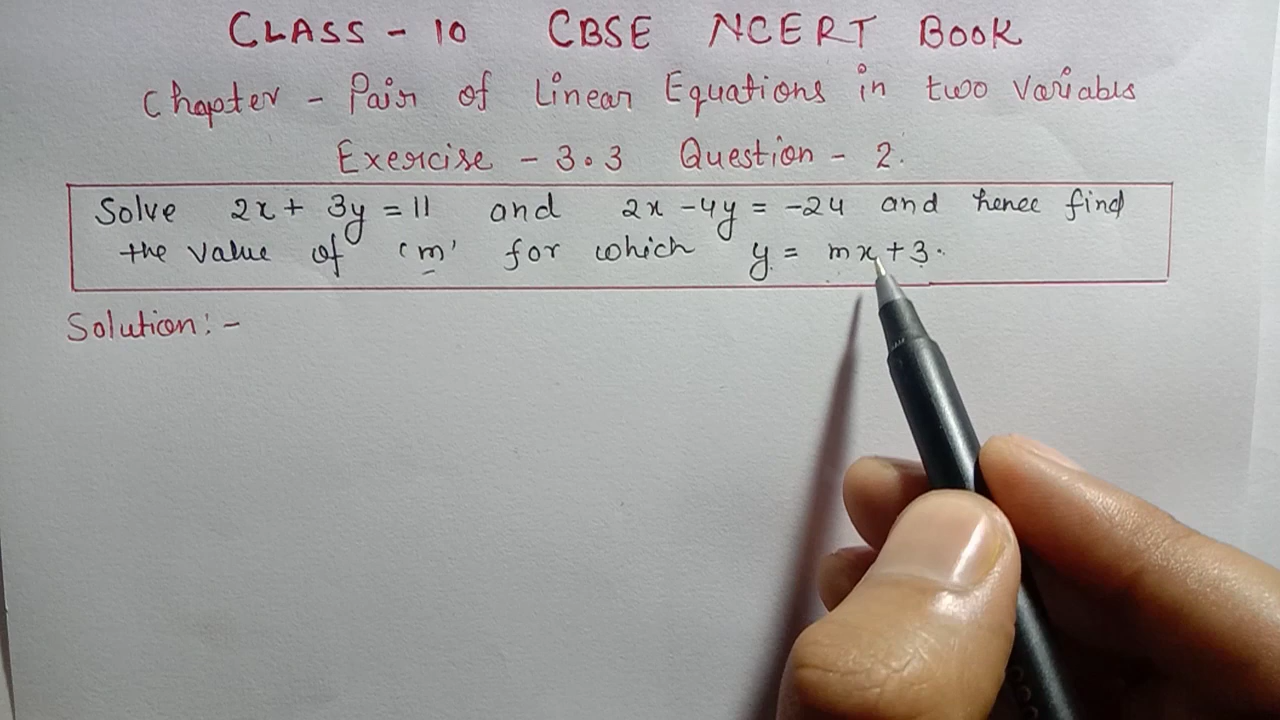 CLASS - 10 CBSE NCERT BOOK
Chapter - Pair of Linear Equations in two Variables
Exercise - 3.3 Question - 2.
Solve 2x + 3y = 11 and 2x - 4y = -24 and hence find
the value of 'm' for which y = mx + 3.
Solution:-